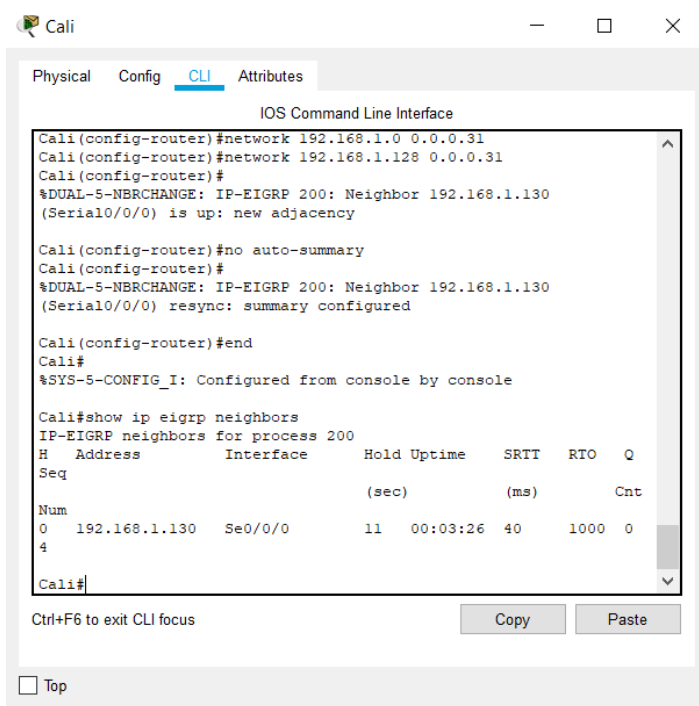 Cali
Physical Config CLI Attributes
IOS Command Line Interface
Cali(config-router)#network 192.168.1.0 0.0.0.31
Cali(config-router)#network 192.168.1.128 0.0.0.31
Cali(config-router)#
%DUAL-5-NBRCHANGE: IP-EIGRP 200: Neighbor 192.168.1.130
(Serial0/0/0) is up: new adjacency
Cali(config-router)#no auto-summary
Cali(config-router)#
%DUAL-5-NBRCHANGE: IP-EIGRP 200: Neighbor 192.168.1.130
(Serial0/0/0) resync: summary configured
Cali(config-router)#end
Cali#
%SYS-5-CONFIG_I: Configured from console by console
Cali#show ip eigrp neighbors
IP-EIGRP neighbors for process 200
H Address Interface Hold Uptime SRTT RTO Q
Seq
(sec) (ms) Cnt
Num
0 192.168.1.130 Se0/0/0 11 00:03:26 40 1000 0
4
Cali#
Ctrl+F6 to exit CLI focus Copy Paste
Top